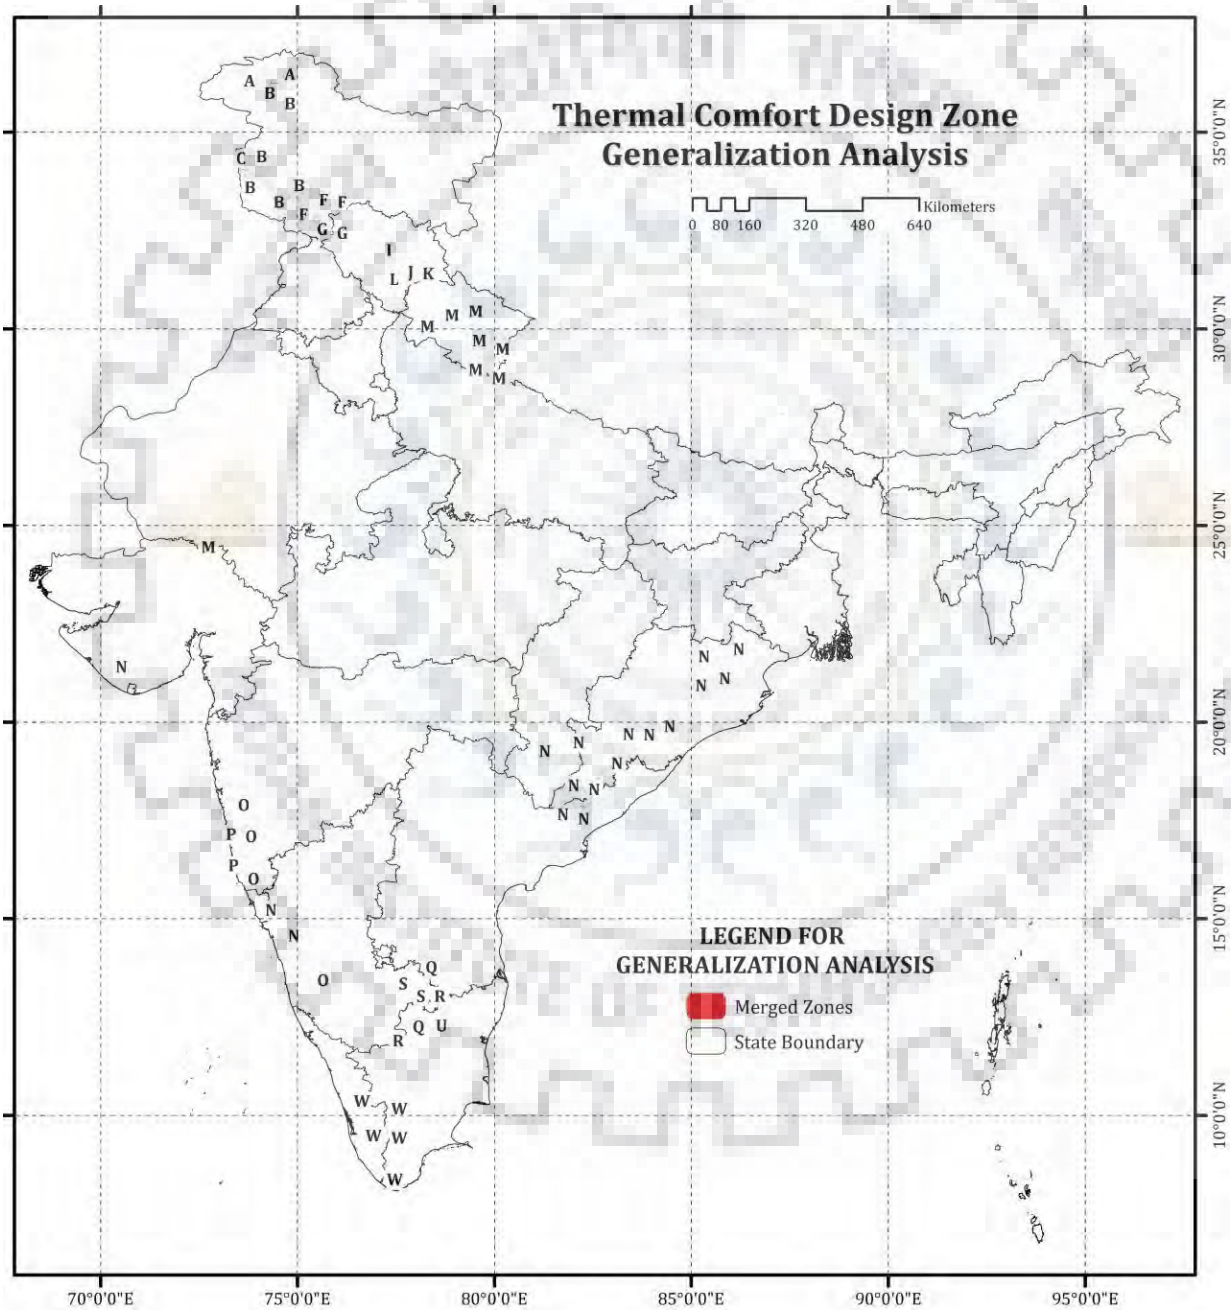 Thermal Comfort Design Zone
Generalization Analysis
Kilometers
0 80 160 320 480 640
A A
B
B
C B
B B
B F F
F
G G
I
L J K
M M M
M
M
M
M
M
N
N N
N N
N N N
N N
N
N N
N N
O
P O
P
O
N
N
O
Q
S
S R
Q U
R
W W
W W
W
LEGEND FOR
GENERALIZATION ANALYSIS
Merged Zones
State Boundary
35°0'0"N
30°0'0"N
25°0'0"N
20°0'0"N
15°0'0"N
10°0'0"N
70°0'0"E 75°0'0"E 80°0'0"E 85°0'0"E 90°0'0"E 95°0'0"E